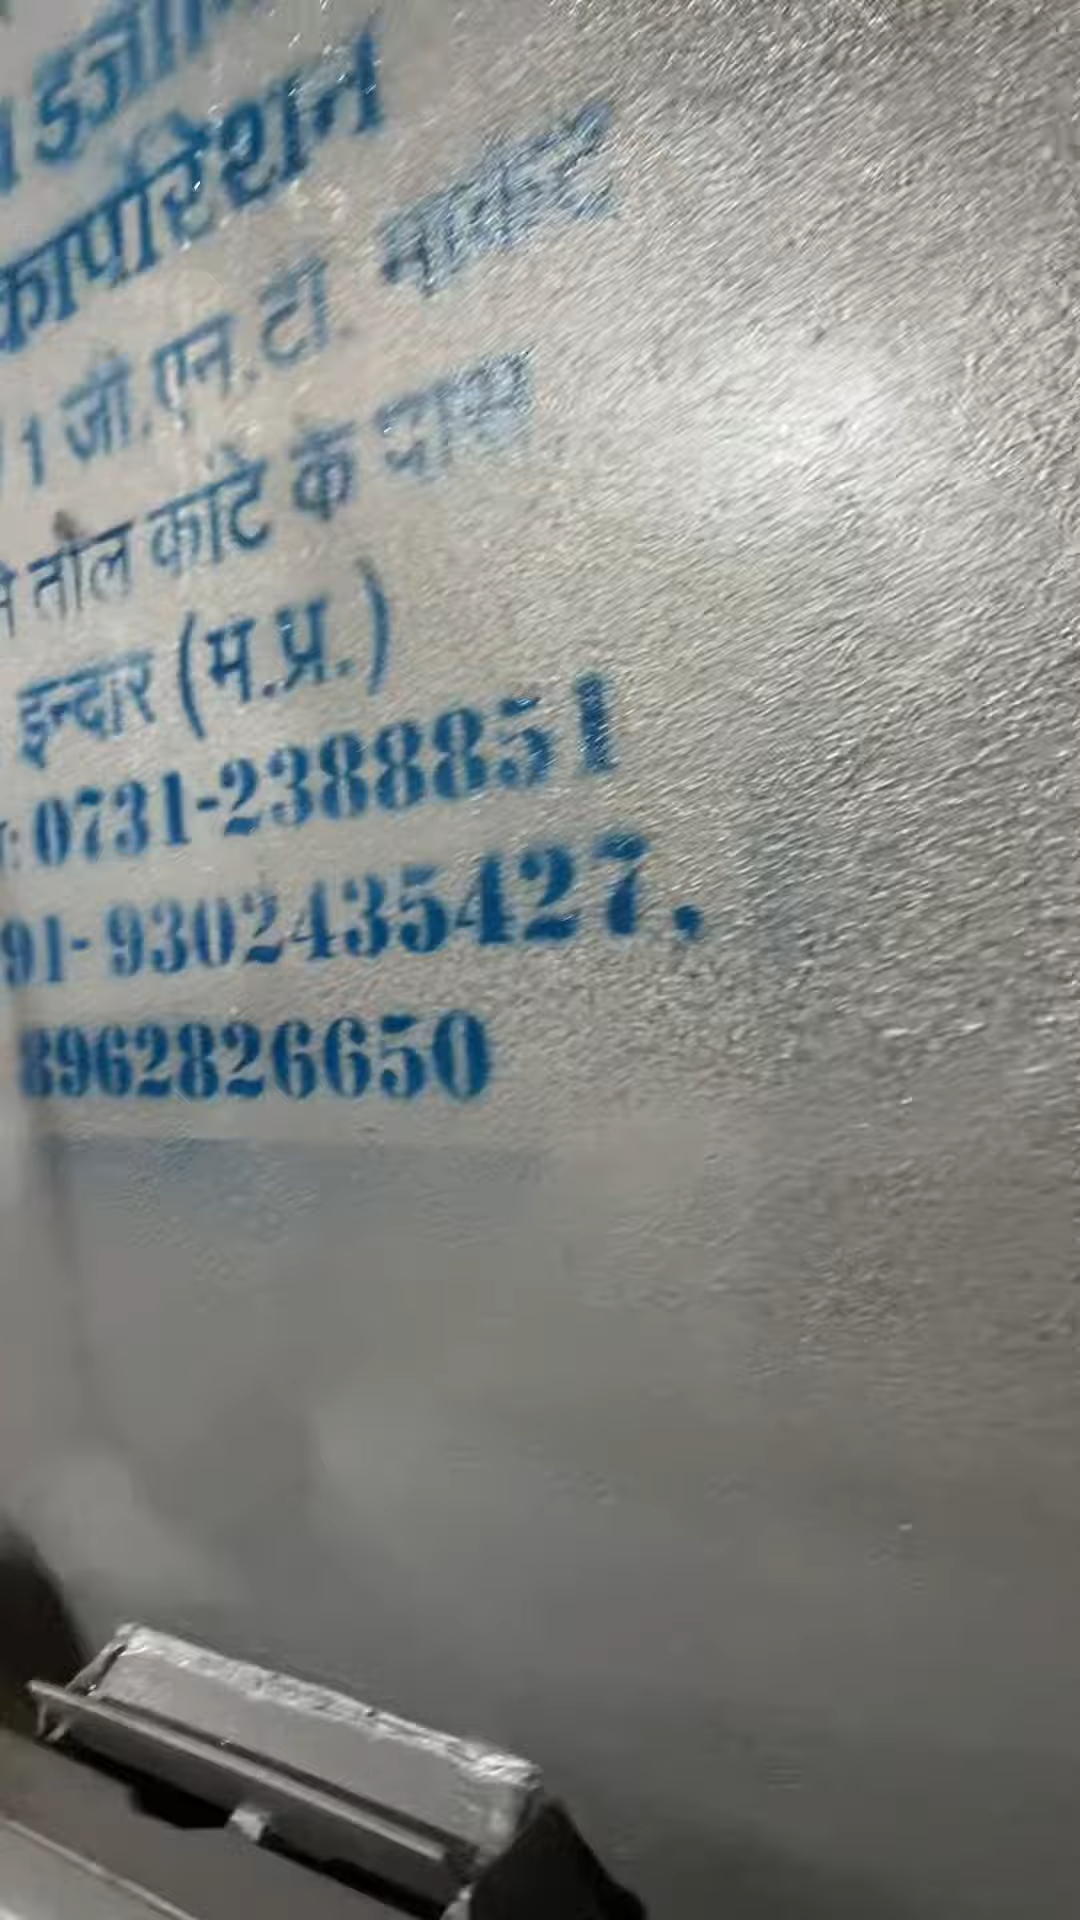 इंजीनि
कार्पोरेशन
1 जी.एन.टी. मार्केट
तोल कांटे के पास
इन्दौर (म.प्र.)
: 0731-2388851
91-9302435427,
8962826650